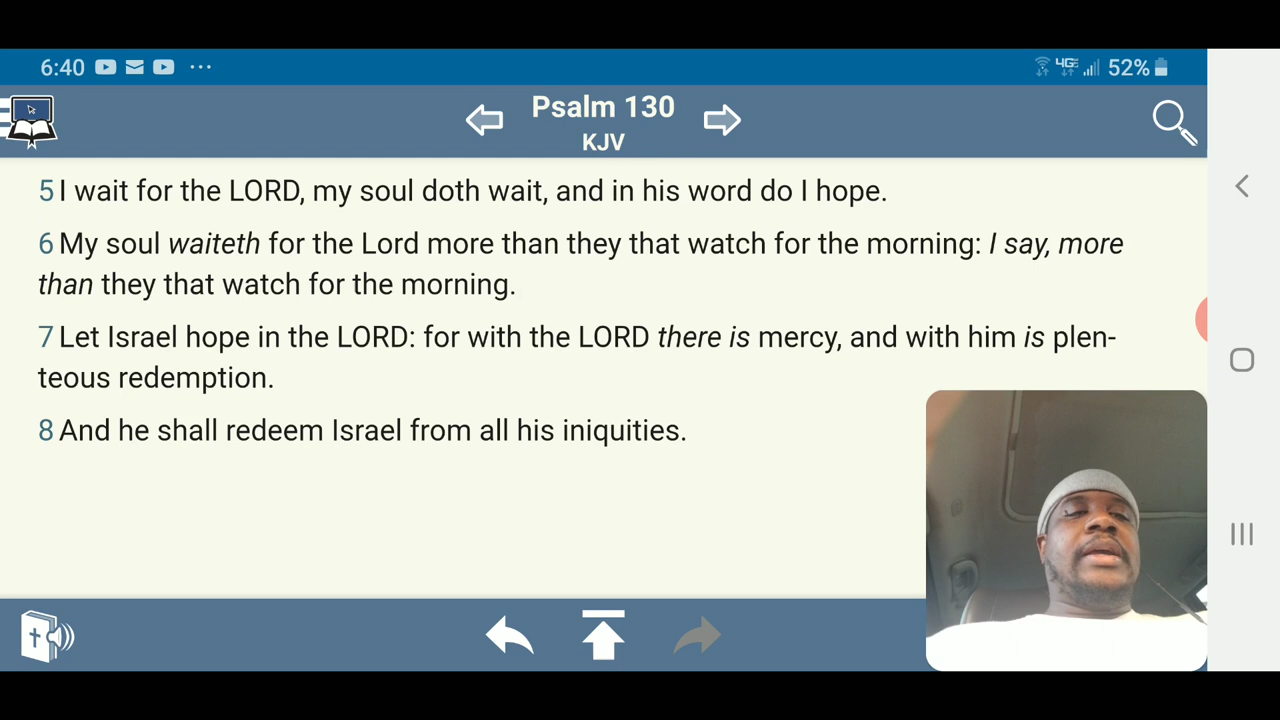 6:40 ... 4GE 52%
Psalm 130
KJV
5 I wait for the LORD, my soul doth wait, and in his word do I hope.
6 My soul waiteth for the Lord more than they that watch for the morning: I say, more
than they that watch for the morning.
7 Let Israel hope in the LORD: for with the LORD there is mercy, and with him is plen-
teous redemption.
8 And he shall redeem Israel from all his iniquities.